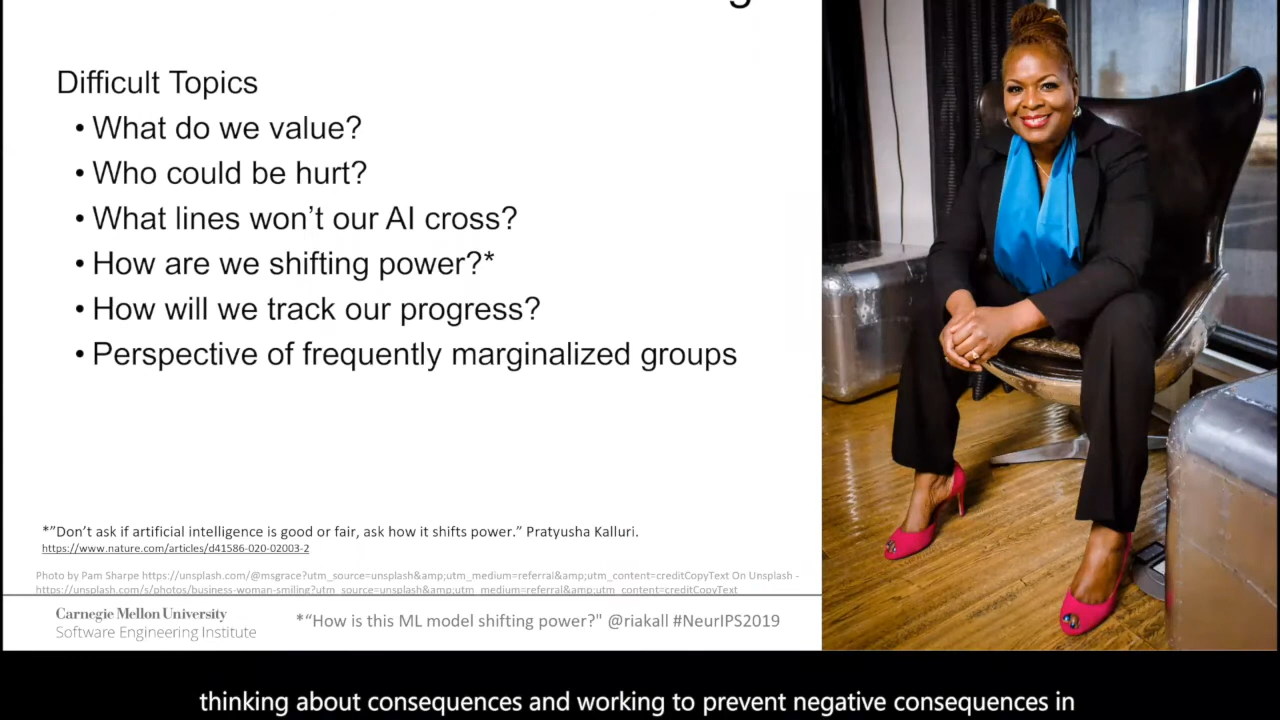 Difficult Topics
• What do we value?
• Who could be hurt?
• What lines won't our AI cross?
• How are we shifting power?*
• How will we track our progress?
• Perspective of frequently marginalized groups
*"Don't ask if artificial intelligence is good or fair, ask how it shifts power." Pratyusha Kalluri.
https://www.nature.com/articles/d41586-020-02003-2
Photo by Pam Sharpe https://unsplash.com/@msgrace?utm_source=unsplash&amp;utm_medium=referral&amp;utm_content=creditCopyText On Unsplash -
https://unsplash.com/s/photos/business-woman-smiling?utm_source=unsplash&amp;utm_medium=referral&amp;utm_content=creditCopyText
Carnegie Mellon University
Software Engineering Institute
*"How is this ML model shifting power?" @riakall #NeurIPS2019
thinking about consequences and working to prevent negative consequences in